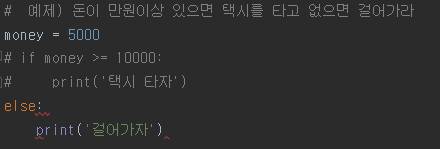 # 예제) 돈이 만원이상 있으면 택시를 타고 없으면 걸어가라
money = 5000
# if money >= 10000:
#     print('택시 타자')
else:
    print('걸어가자')